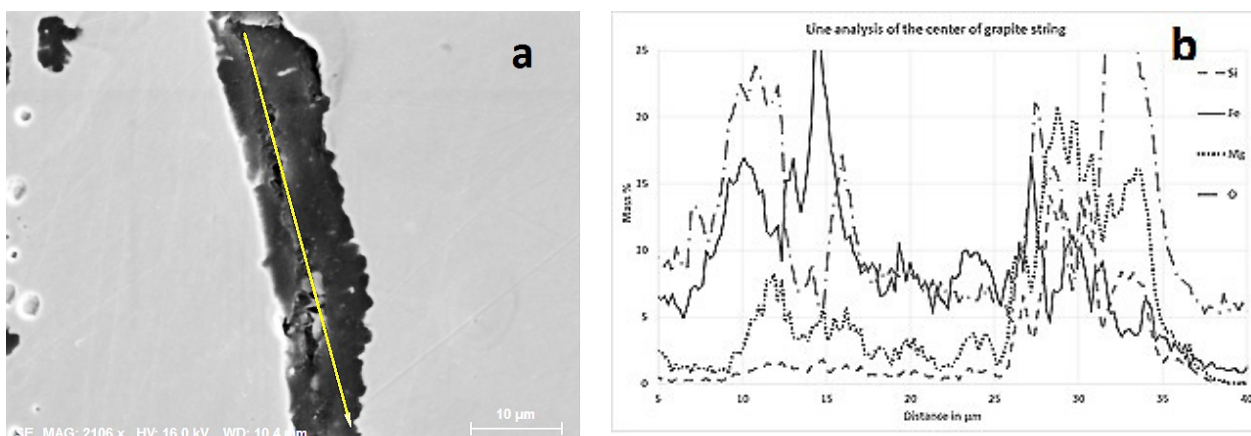 a
10 µm
SE, MAG: 2106 x HV: 16.0 kV WD: 10.4 mm
b
Line analysis of the center of grapite string
25
20
15
10
5
0
Mass %
5 10 15 20 25 30 35 40
Distance in µm
Si
Fe
Mg
O